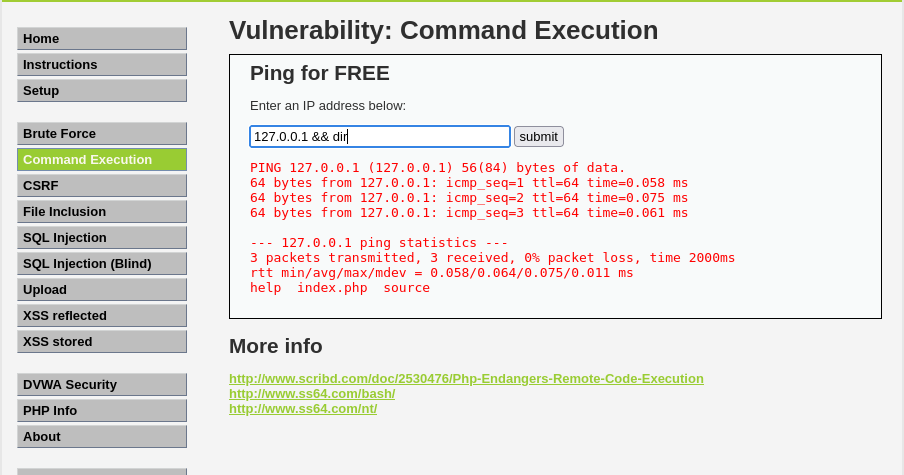 Home
Instructions
Setup
Brute Force
Command Execution
CSRF
File Inclusion
SQL Injection
SQL Injection (Blind)
Upload
XSS reflected
XSS stored
DVWA Security
PHP Info
About
Vulnerability: Command Execution
Ping for FREE
Enter an IP address below:
127.0.0.1 && dir
submit
PING 127.0.0.1 (127.0.0.1) 56(84) bytes of data.
64 bytes from 127.0.0.1: icmp_seq=1 ttl=64 time=0.058 ms
64 bytes from 127.0.0.1: icmp_seq=2 ttl=64 time=0.075 ms
64 bytes from 127.0.0.1: icmp_seq=3 ttl=64 time=0.061 ms
--- 127.0.0.1 ping statistics ---
3 packets transmitted, 3 received, 0% packet loss, time 2000ms
rtt min/avg/max/mdev = 0.058/0.064/0.075/0.011 ms
help  index.php  source
More info
http://www.scribd.com/doc/2530476/Php-Endangers-Remote-Code-Execution
http://www.ss64.com/bash/
http://www.ss64.com/nt/